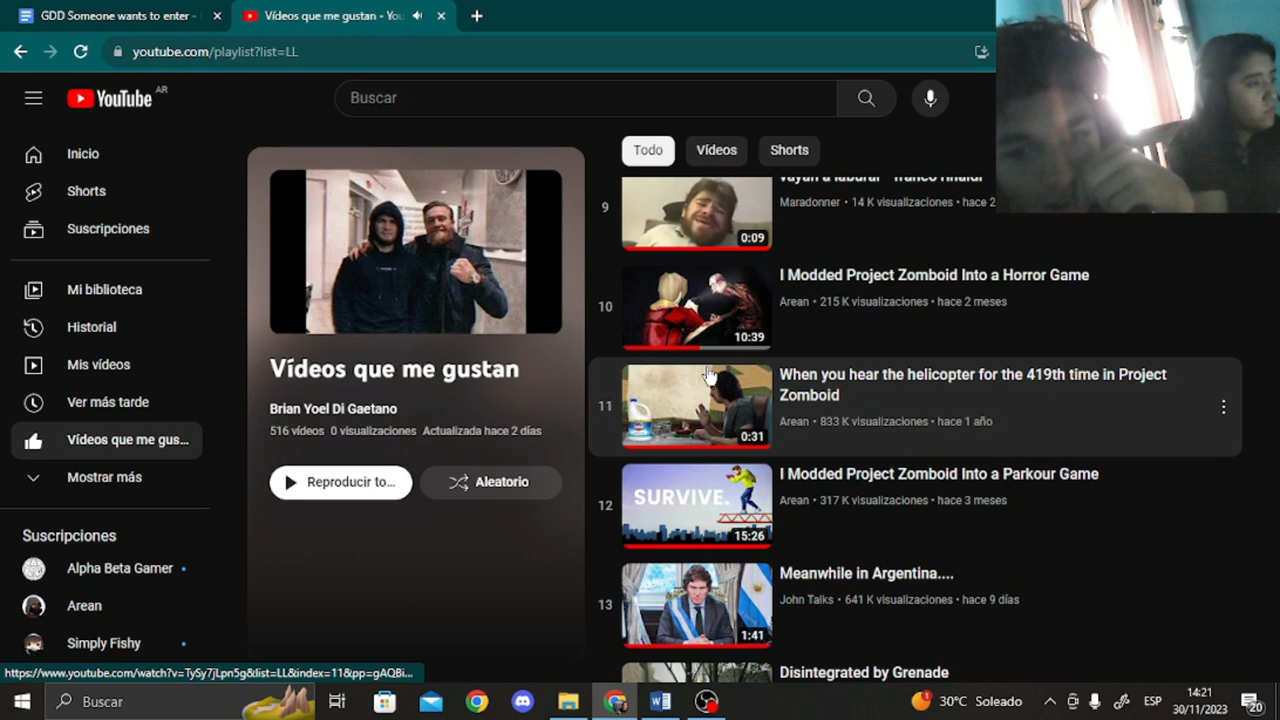 GDD Someone wants to enter -
Vídeos que me gustan - You
youtube.com/playlist?list=LL
YouTube AR
Buscar
Inicio
Shorts
Suscripciones
Mi biblioteca
Historial
Mis vídeos
Ver más tarde
Vídeos que me gus...
Mostrar más
Suscripciones
Alpha Beta Gamer
Arean
Simply Fishy
Vídeos que me gustan
Brian Yoel Di Gaetano
516 vídeos 0 visualizaciones Actualizada hace 2 días
Reproducir to...
Aleatorio
Todo
Vídeos
Shorts
9
0:09
vayan a laburar - franco rinaldi
Maradonner • 14 K visualizaciones • hace 2
10
10:39
I Modded Project Zomboid Into a Horror Game
Arean • 215 K visualizaciones • hace 2 meses
11
0:31
When you hear the helicopter for the 419th time in Project
Zomboid
Arean • 833 K visualizaciones • hace 1 año
12
SURVIVE.
15:26
I Modded Project Zomboid Into a Parkour Game
Arean • 317 K visualizaciones • hace 3 meses
13
1:41
Meanwhile in Argentina....
John Talks • 641 K visualizaciones • hace 9 días
Disintegrated by Grenade
https://www.youtube.com/watch?v=TySy7jLpn5g&list=LL&index=11&pp=gAQBi...
Buscar
30°C Soleado
ESP
14:21
30/11/2023
20